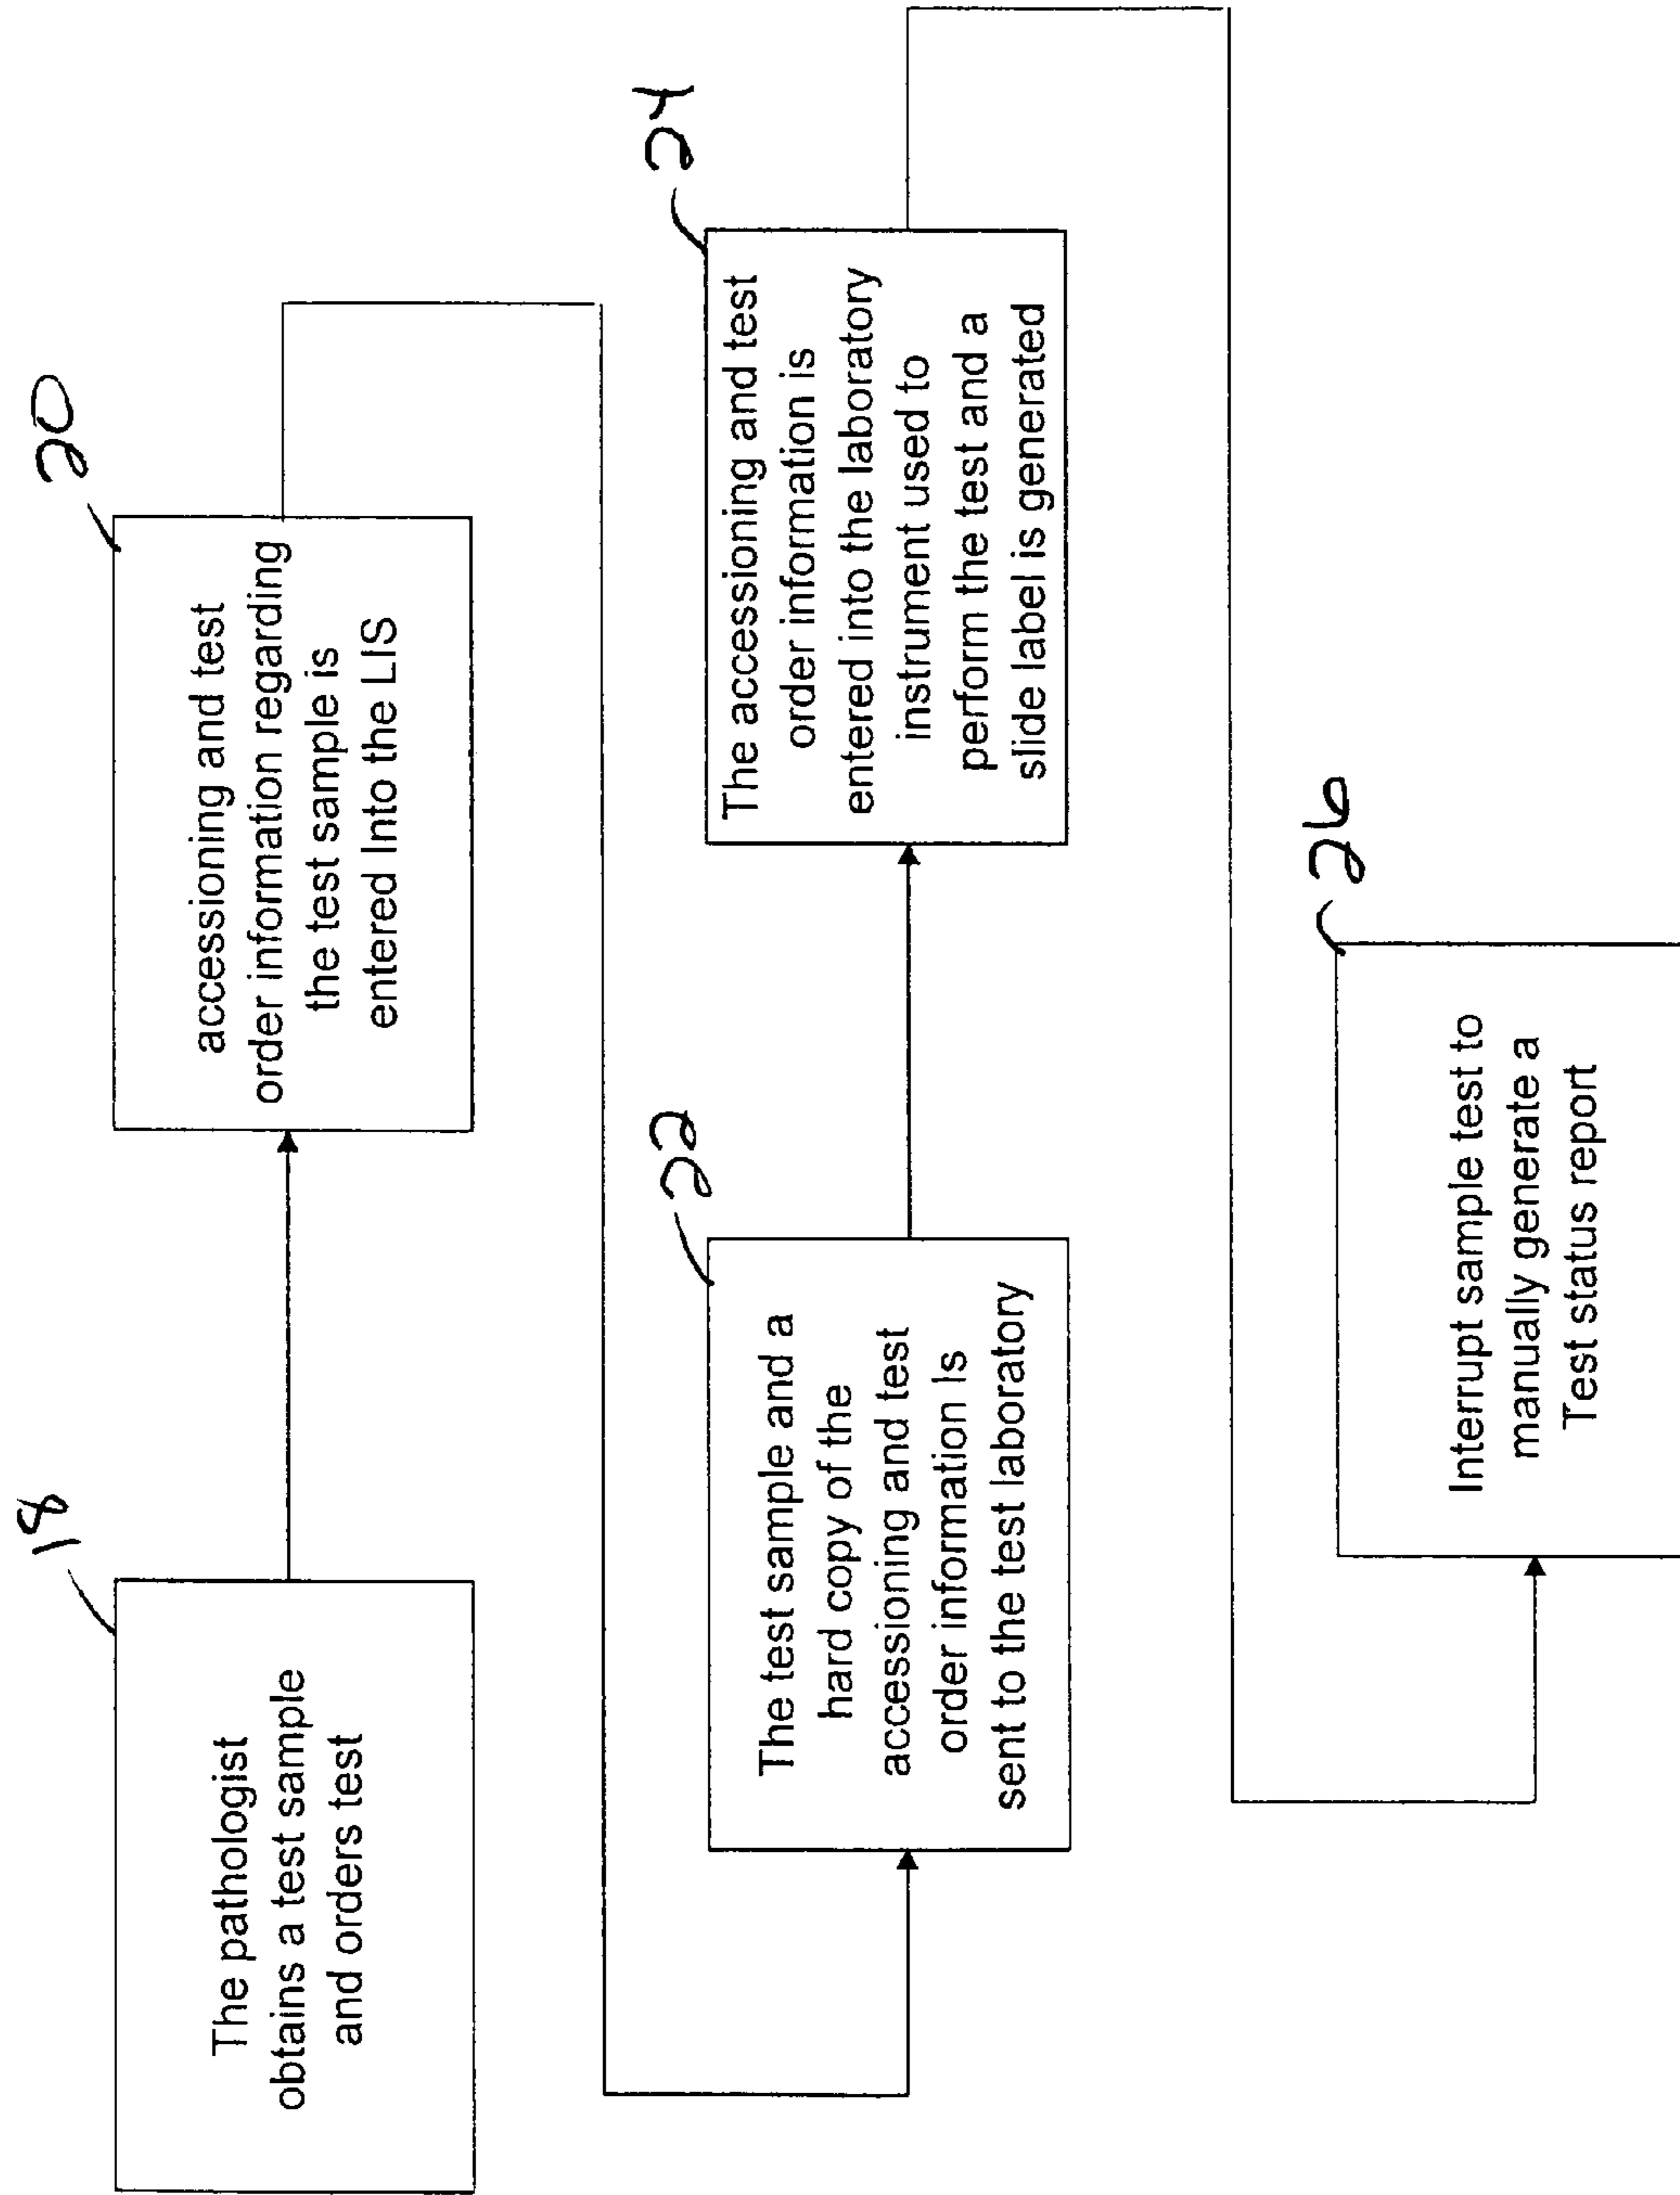 18
The pathologist
obtains a test sample
and orders test
20
accessioning and test
order information regarding
the test sample is
entered Into the LIS
22
The test sample and a
hard copy of the
accessioning and test
order information Is
sent to the test laboratory
24
The accessioning and test
order information is
entered into the laboratory
instrument used to
perform the test and a
slide label is generated
26
Interrupt sample test to
manually generate a
Test status report